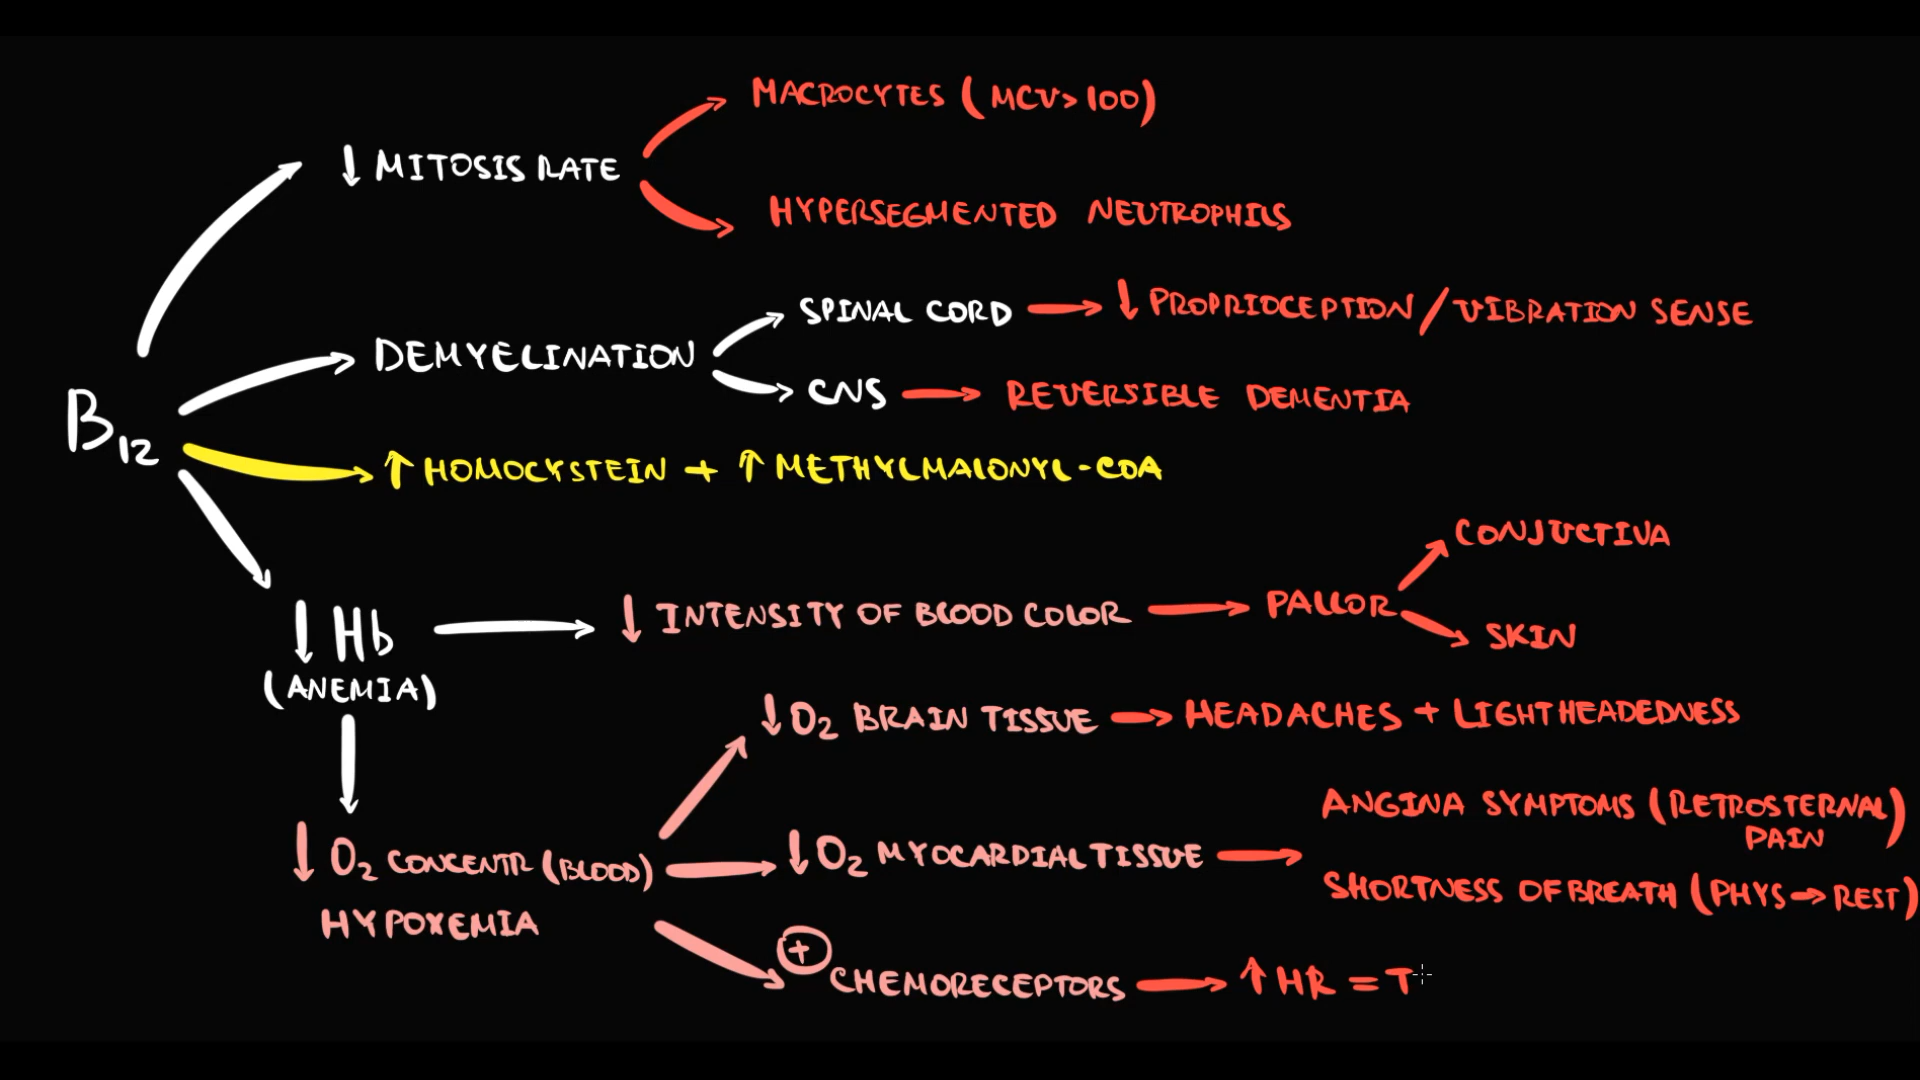 MACROCYTES (MCV>100)
↓ MITOSIS RATE
HYPERSEGMENTED NEUTROPHILS
SPINAL CORD → ↓ PROPRIOCEPTION / VIBRATION SENSE
DEMYELINATION
CNS → REVERSIBLE DEMENTIA
B12
↑ HOMOCYSTEIN + ↑ METHYLMALONYL-COA
CONJUCTIVA
↓ Hb → ↓ INTENSITY OF BLOOD COLOR → PALLOR
SKIN
(ANEMIA)
↓ O2 BRAIN TISSUE → HEADACHES + LIGHTHEADEDNESS
ANGINA SYMPTOMS (RETROSTERNAL)
PAIN
↓ O2 CONCENTR (BLOOD) → ↓ O2 MYOCARDIAL TISSUE →
SHORTNESS OF BREATH (PHYS → REST)
HYPOXEMIA
+ CHEMORECEPTORS → ↑ HR = T